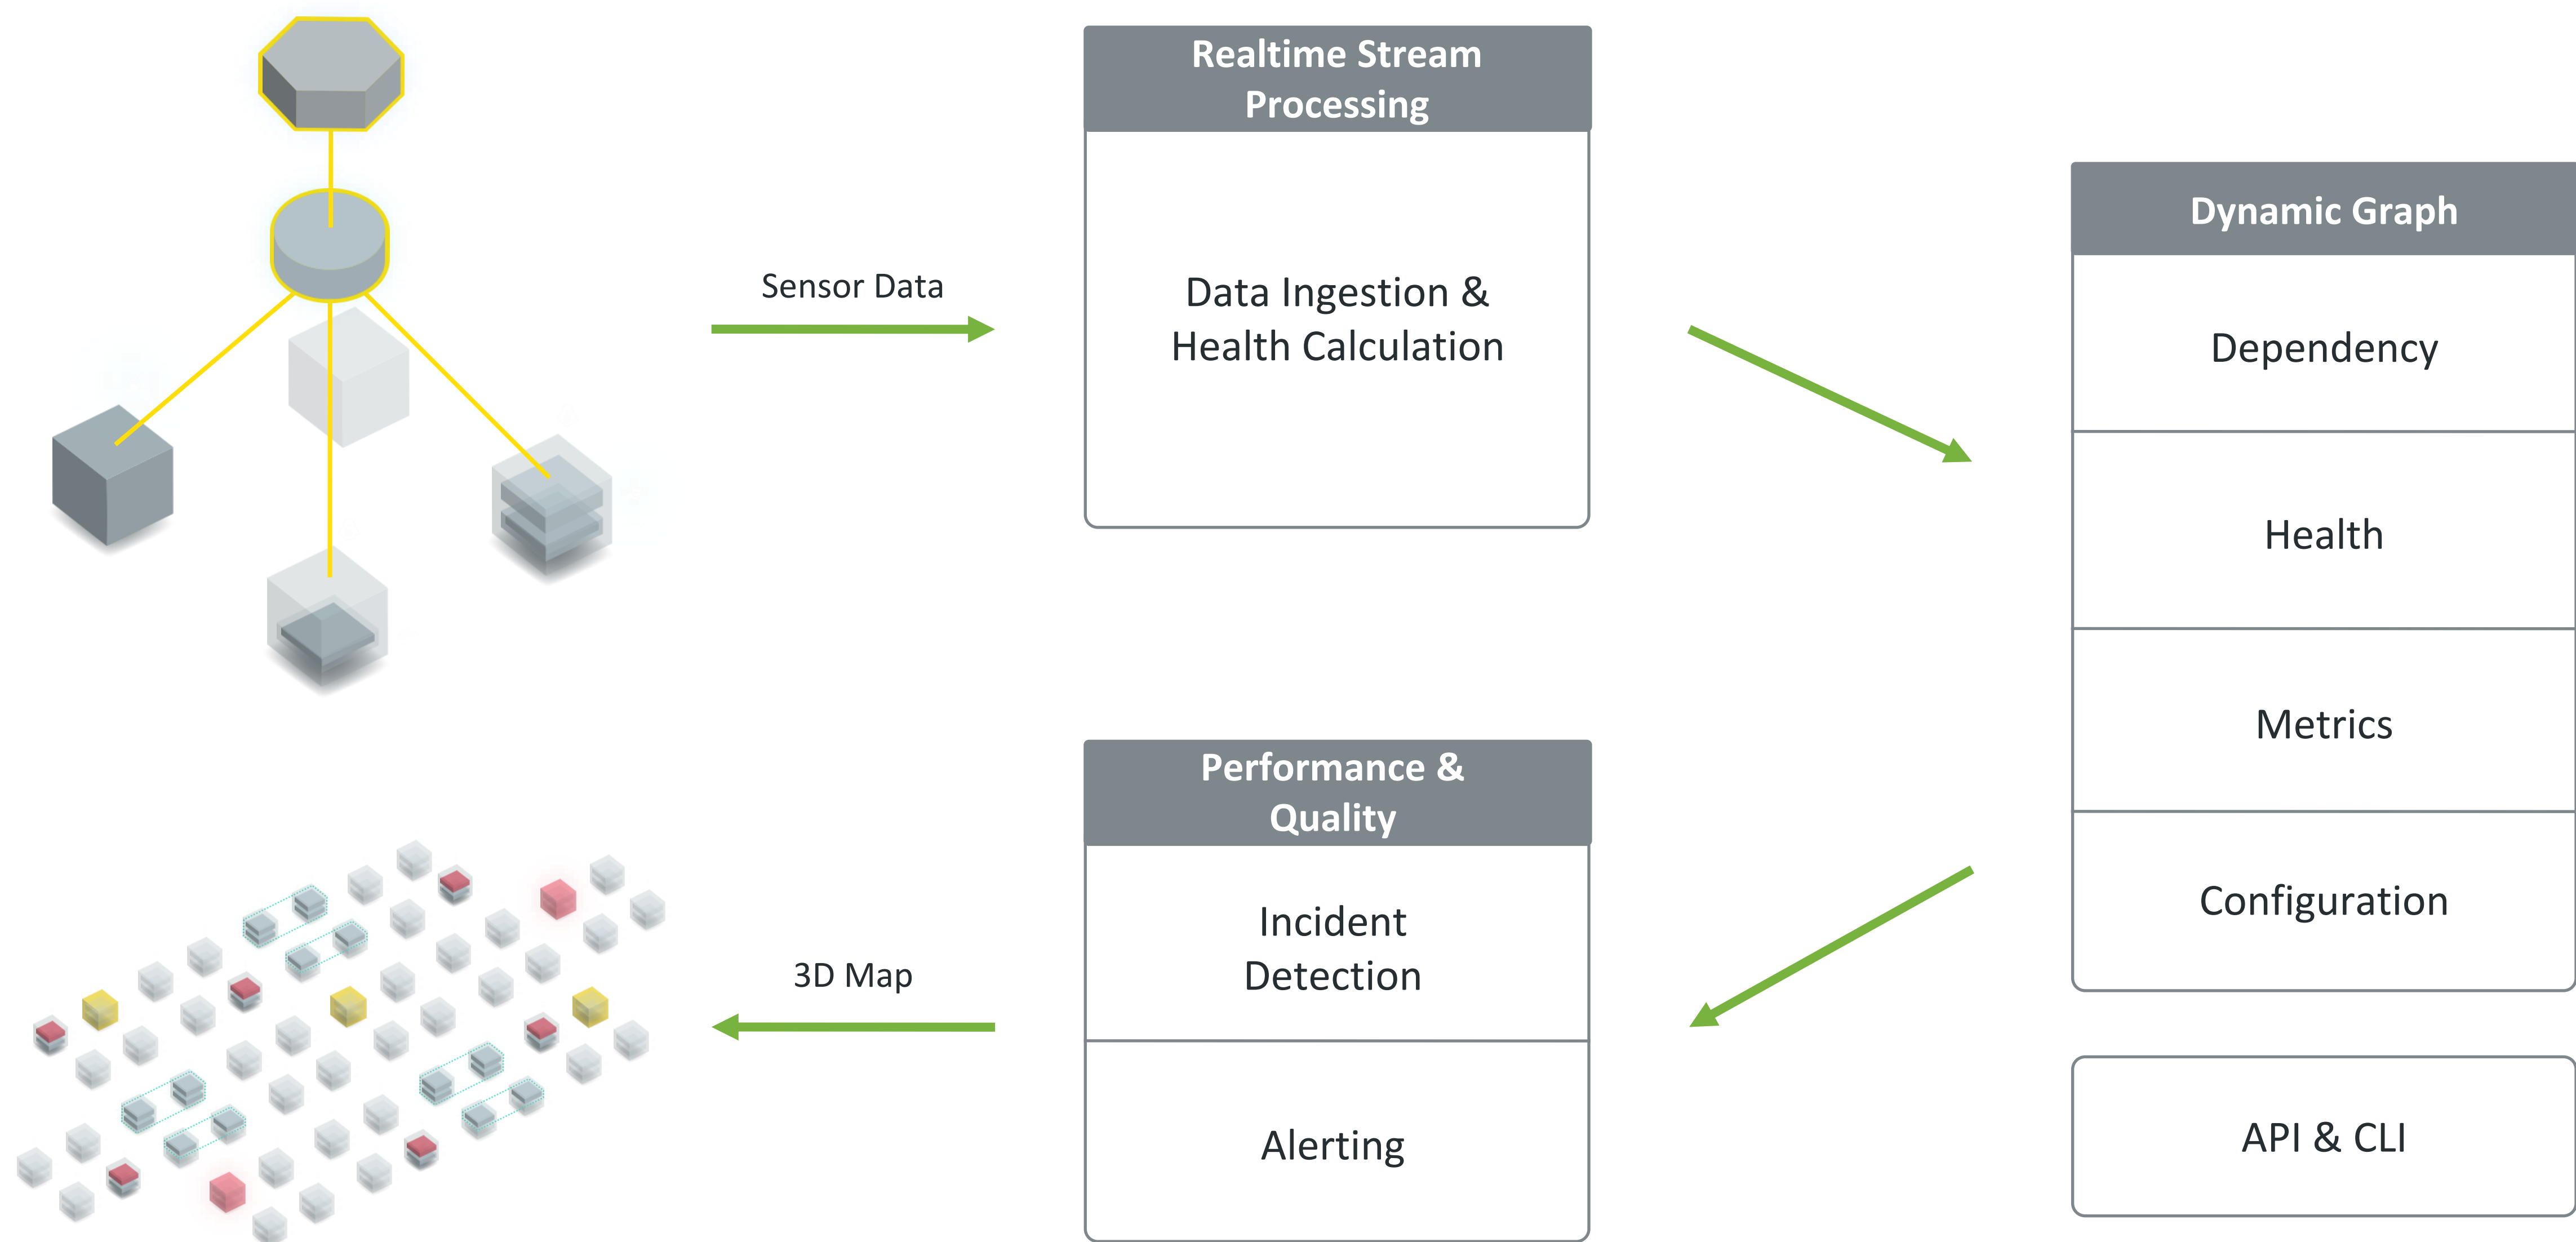 Realtime Stream
Processing
Data Ingestion &
Health Calculation
Sensor Data
Dynamic Graph
Dependency
Health
Metrics
Configuration
API & CLI
Performance &
Quality
Incident
Detection
Alerting
3D Map